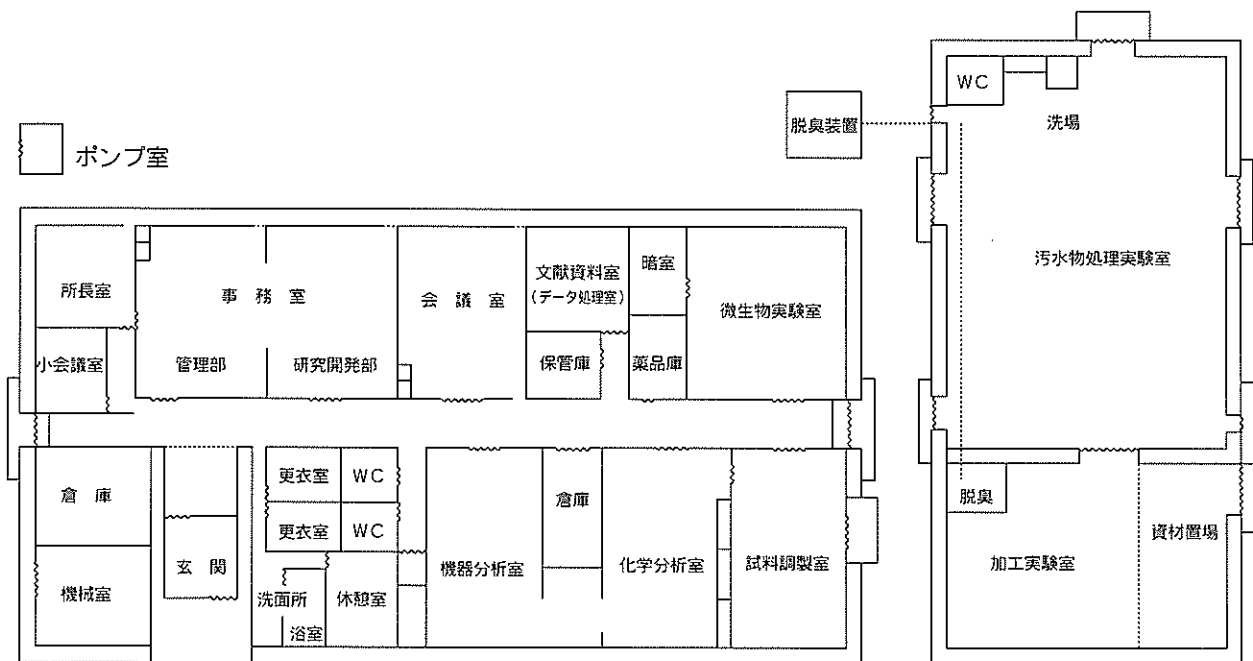 ポンプ室
脱臭装置
WC
洗場
汚水物処理実験室
所長室
事務室
会議室
文献資料室
(データ処理室)
暗室
微生物実験室
小会議室
管理部
研究開発部
保管庫
薬品庫
倉庫
玄関
機械室
更衣室
WC
更衣室
WC
洗面所
浴室
休憩室
機器分析室
倉庫
化学分析室
試料調製室
脱臭
加工実験室
資材置場